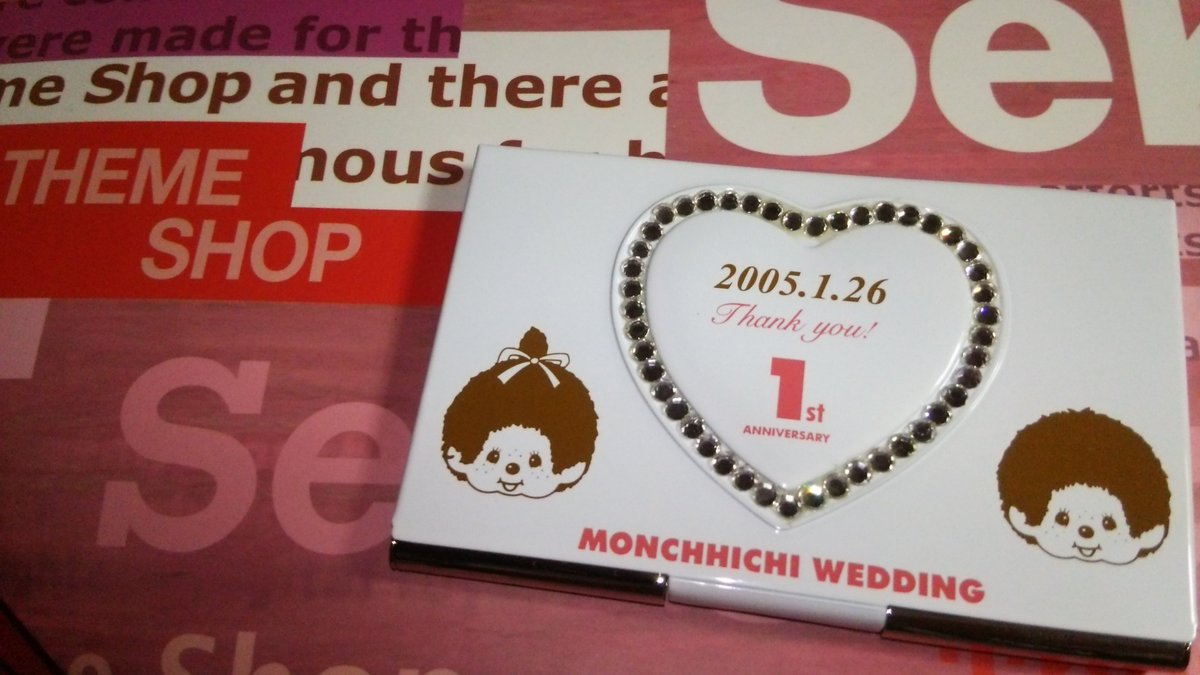 were made for th
me Shop and there a
THEME
SHOP
Se
Se
2005.1.26
Thank you!
1st
ANNIVERSARY
MONCHHICHI WEDDING